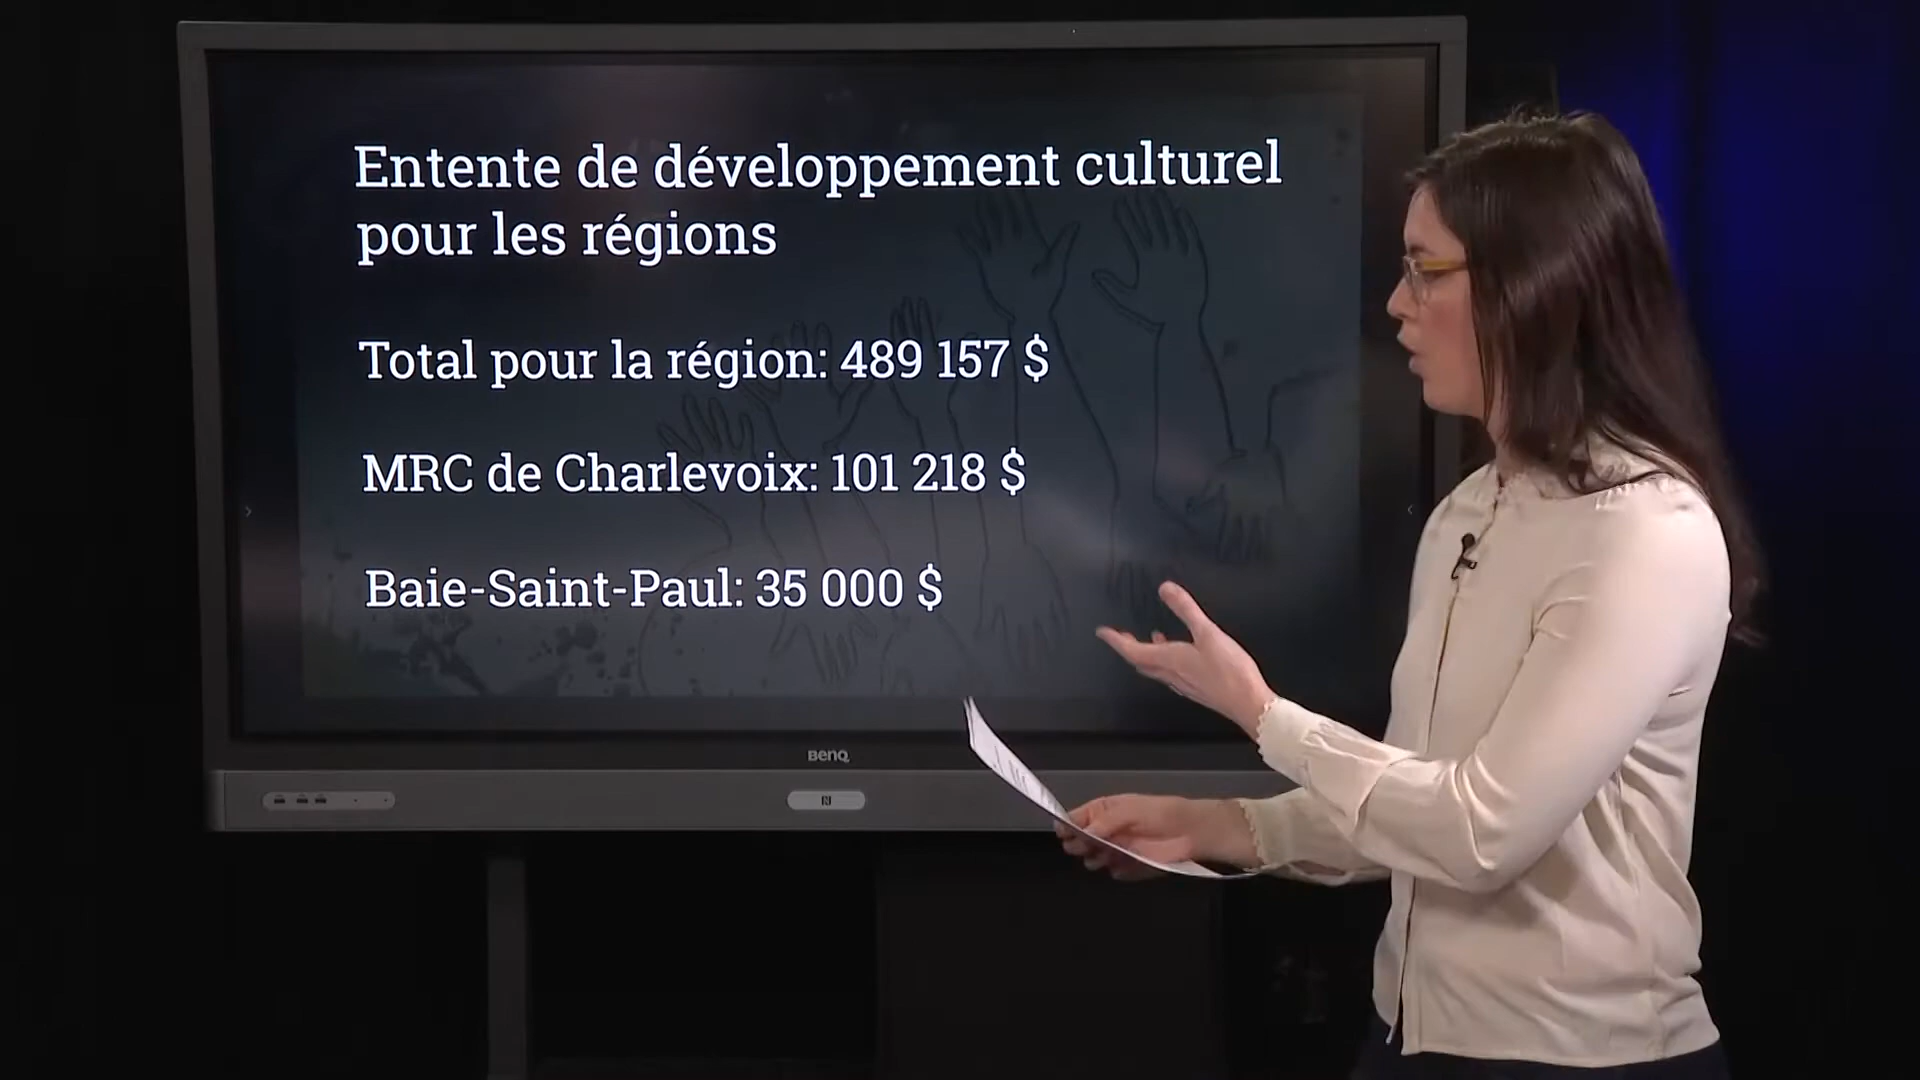 Entente de développement culturel
pour les régions
Total pour la région: 489 157 $
MRC de Charlevoix: 101 218 $
Baie-Saint-Paul: 35 000 $
BenQ